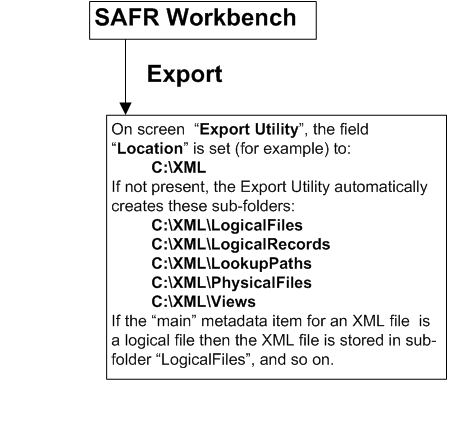 SAFR Workbench
Export
On screen  “Export Utility”, the field
“Location” is set (for example) to:
C:\XML
If not present, the Export Utility automatically
creates these sub-folders:
C:\XML\LogicalFiles
C:\XML\LogicalRecords
C:\XML\LookupPaths
C:\XML\PhysicalFiles
C:\XML\Views
If the “main” metadata item for an XML file  is
a logical file then the XML file is stored in sub-
folder “LogicalFiles”, and so on.